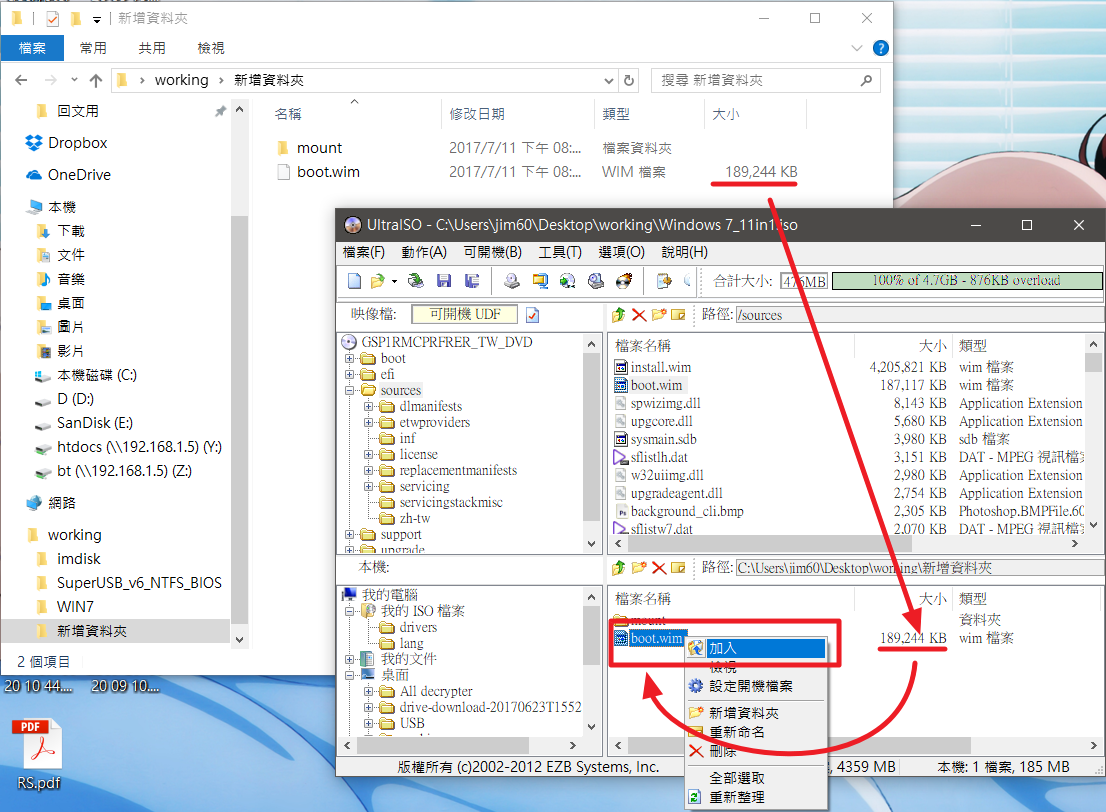 新增資料夾
檔案 常用 共用 檢視
working 新增資料夾
搜尋 新增資料夾
回文用
Dropbox
OneDrive
本機
下載
文件
音樂
桌面
圖片
影片
本機磁碟 (C:)
D (D:)
SanDisk (E:)
htdocs (\\192.168.1.5) (Y:)
bt (\\192.168.1.5) (Z:)
網路
working
imdisk
SuperUSB_v6_NTFS_BIOS
WIN7
新增資料夾
2 個項目
名稱 修改日期 類型 大小
mount 2017/7/11 下午 08:... 檔案資料夾
boot.wim 2017/7/11 下午 08:... WIM 檔案 189,244 KB
20 10 44.... 20 09 10....
PDF
RS.pdf
UltraISO - C:\Users\jim60\Desktop\working\Windows 7_11in1.iso
檔案(F) 動作(A) 可開機(B) 工具(T) 選項(O) 說明(H)
合計大小: 476MB 100% of 4.7GB - 876KB overload
映像檔: 可開機 UDF
路徑: /sources
GSP1RMCPRFRER_TW_DVD
boot
efi
sources
dlmanifests
etwproviders
inf
license
replacementmanifests
servicing
servicingstackmisc
zh-tw
support
upgrade
檔案名稱 大小 類型
install.wim 4,205,821 KB wim 檔案
boot.wim 187,117 KB wim 檔案
spwizimg.dll 8,143 KB Application Extension
upgcore.dll 5,680 KB Application Extension
sysmain.sdb 3,980 KB sdb 檔案
sflistlh.dat 3,151 KB DAT - MPEG 視訊檔案
w32uiimg.dll 2,980 KB Application Extension
upgradeagent.dll 2,754 KB Application Extension
background_cli.bmp 2,305 KB Photoshop.BMPFile.60
sflistw7.dat 2,070 KB DAT - MPEG 視訊檔案
本機:
路徑: C:\Users\jim60\Desktop\working\新增資料夾
我的電腦
我的 ISO 檔案
drivers
lang
我的文件
桌面
All decrypter
drive-download-20170623T1552
USB
檔案名稱 大小 類型
mount 資料夾
boot.wim 189,244 KB wim 檔案
加入
檢視
設定開機檔案
新增資料夾
重新命名
刪除
全部選取
重新整理
版權所有 (c)2002-2012 EZB Systems, Inc.
, 4359 MB
本機: 1 檔案, 185 MB